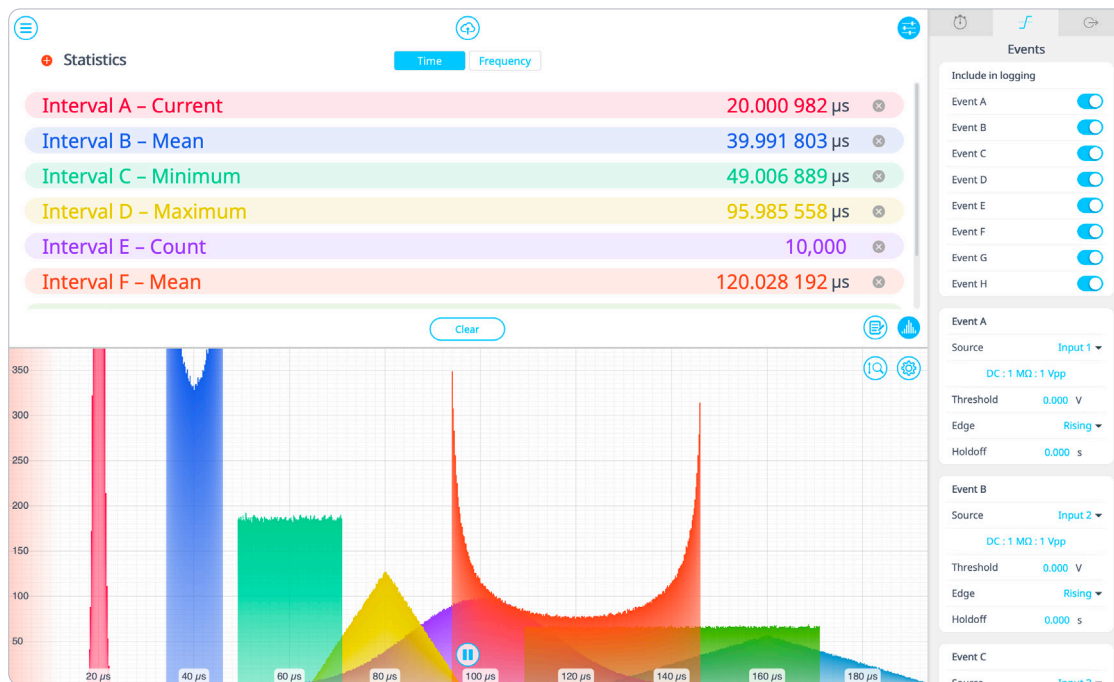 Statistics
Time
Frequency
Interval A – Current 20.000 982 µs
Interval B – Mean 39.991 803 µs
Interval C – Minimum 49.006 889 µs
Interval D – Maximum 95.985 558 µs
Interval E – Count 10,000
Interval F – Mean 120.028 192 µs
Clear
350
300
250
200
150
100
50
20 µs
40 µs
60 µs
80 µs
100 µs
120 µs
140 µs
160 µs
180 µs
Events
Include in logging
Event A
Event B
Event C
Event D
Event E
Event F
Event G
Event H
Event A
Source Input 1
DC : 1 MΩ : 1 Vpp
Threshold 0.000 V
Edge Rising
Holdoff 0.000 s
Event B
Source Input 2
DC : 1 MΩ : 1 Vpp
Threshold 0.000 V
Edge Rising
Holdoff 0.000 s
Event C